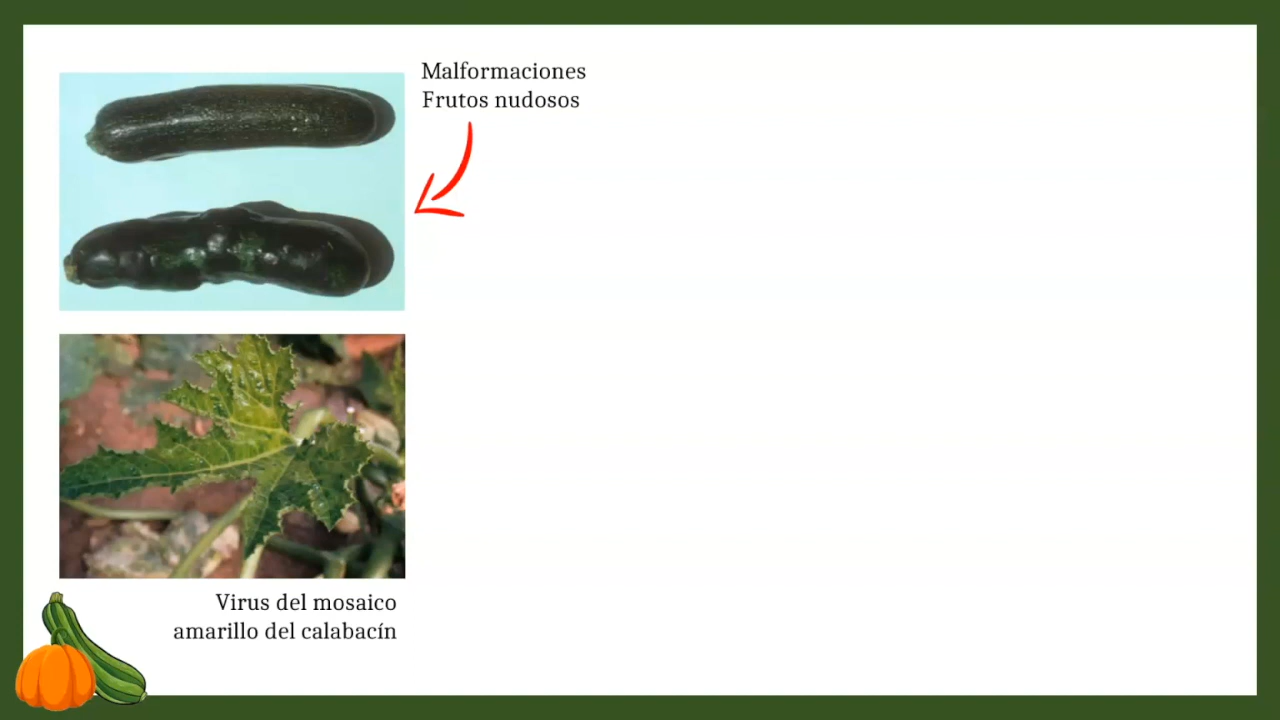 Malformaciones
Frutos nudosos
Virus del mosaico
amarillo del calabacín